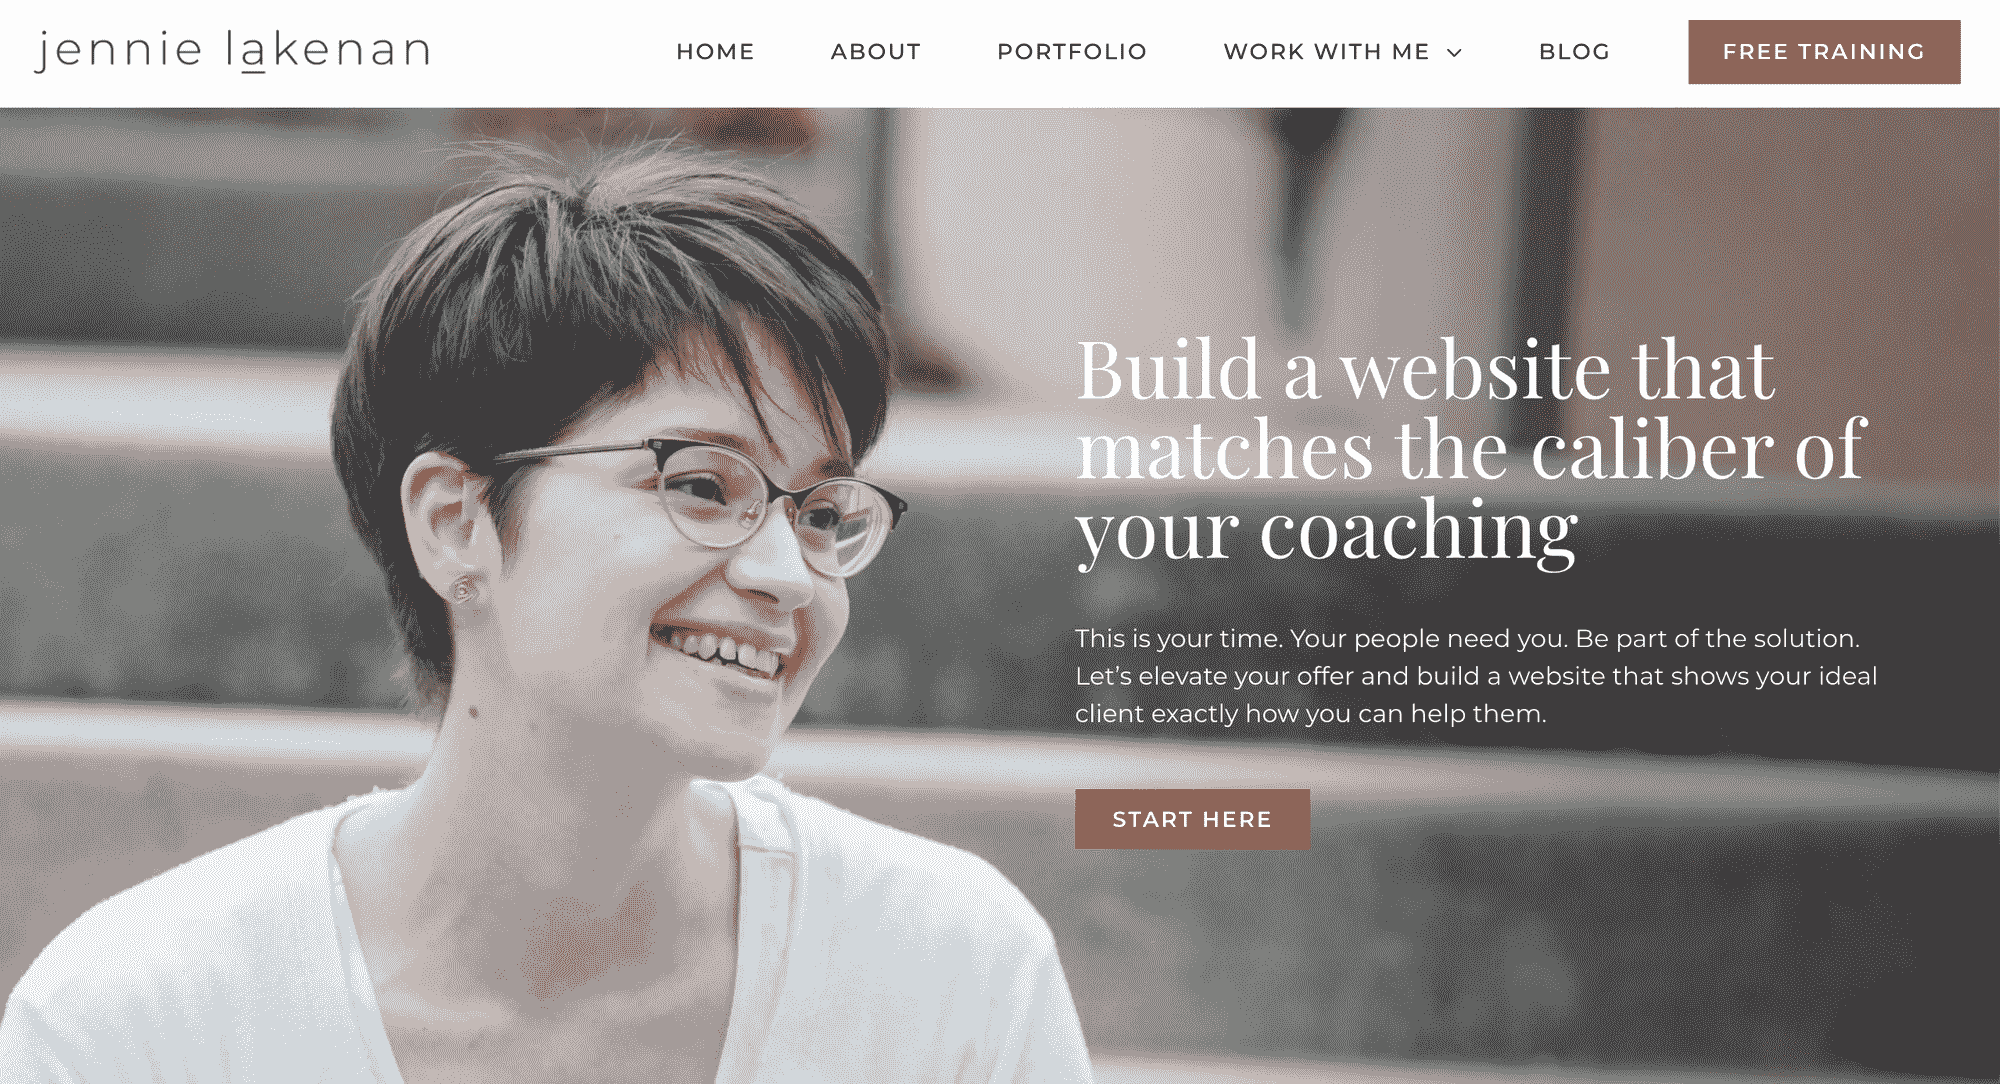 jennie lakenan
HOME ABOUT PORTFOLIO WORK WITH ME BLOG FREE TRAINING
Build a website that
matches the caliber of
your coaching
This is your time. Your people need you. Be part of the solution.
Let’s elevate your offer and build a website that shows your ideal
client exactly how you can help them.
START HERE